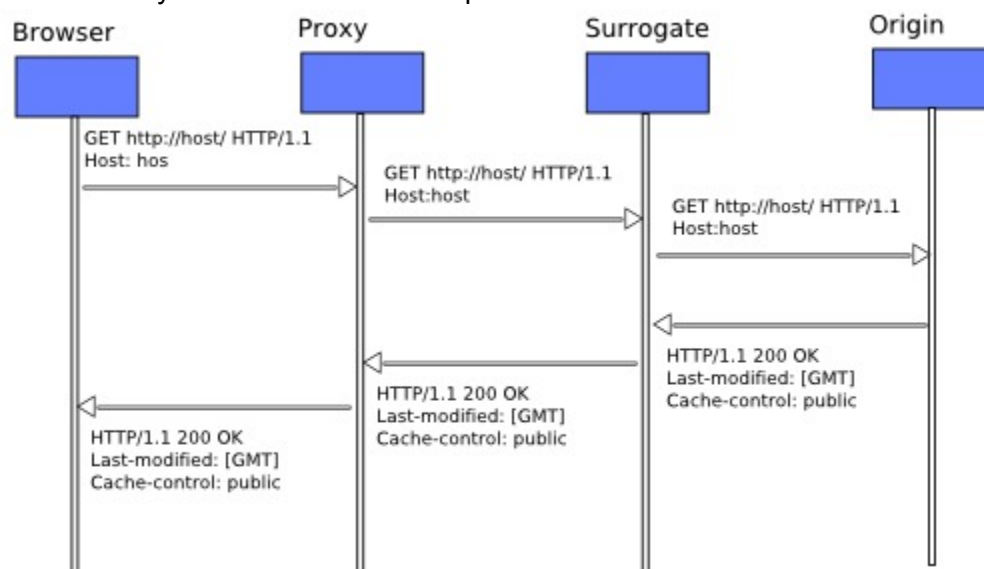 Browser
Proxy
Surrogate
Origin
GET http://host/ HTTP/1.1
Host: hos
GET http://host/ HTTP/1.1
Host:host
GET http://host/ HTTP/1.1
Host:host
HTTP/1.1 200 OK
Last-modified: [GMT]
Cache-control: public
HTTP/1.1 200 OK
Last-modified: [GMT]
Cache-control: public
HTTP/1.1 200 OK
Last-modified: [GMT]
Cache-control: public